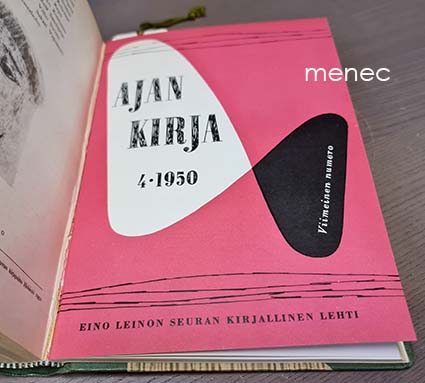 menec
AJAN
KIRJA
4·1950
Viimeinen numero
EINO LEINON SEURAN KIRJALLINEN LEHTI